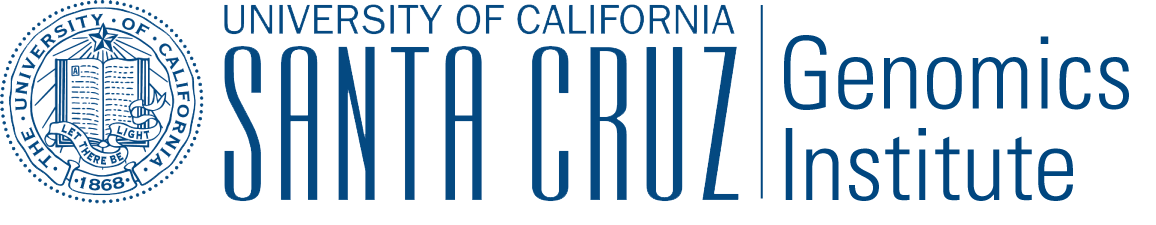 THE · UNIVERSITY · OF · CALIFORNIA ·
A
LET THERE BE LIGHT
· 1868 ·
UNIVERSITY OF CALIFORNIA
SANTA CRUZ
Genomics
Institute